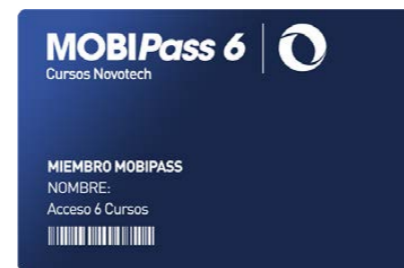 MOBIPass 6
Cursos Novotech
MIEMBRO MOBIPASS
NOMBRE:
Acceso 6 Cursos